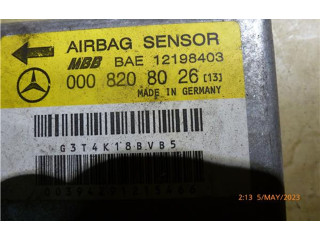 AIRBAG SENSOR
MBB BAE 12198403
000 820 80 26 [13]
MADE IN GERMANY
G3T4K18BVB5
2:13 5/MAY/2023